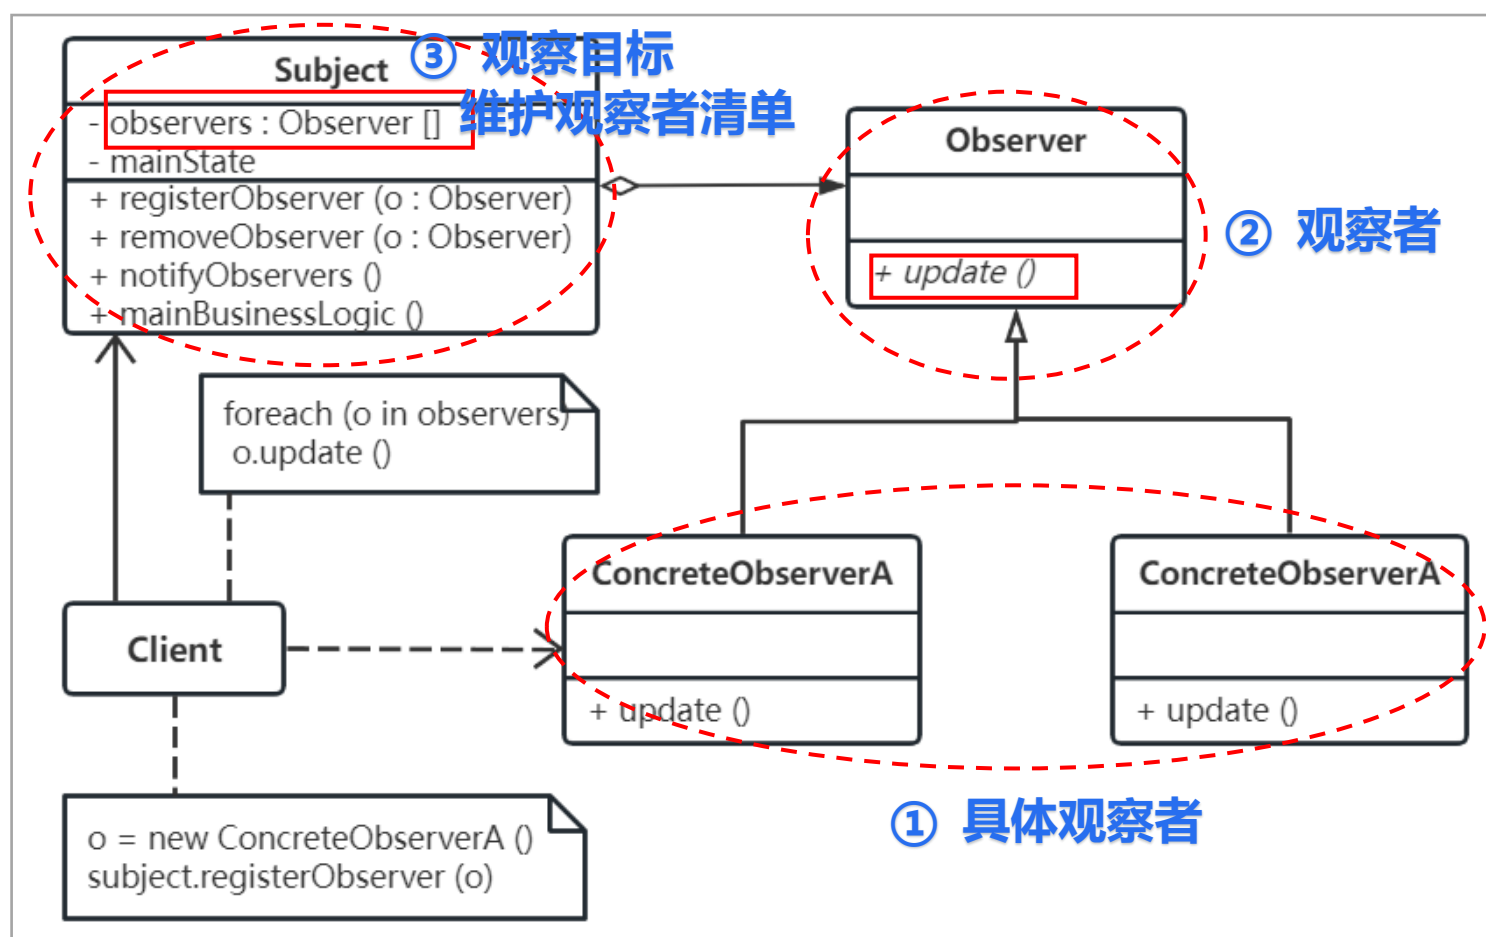 ③ 观察目标
维护观察者清单
Subject
- observers : Observer []
- mainState
+ registerObserver (o : Observer)
+ removeObserver (o : Observer)
+ notifyObservers ()
+ mainBusinessLogic ()
Observer
+ update ()
② 观察者
foreach (o in observers)
o.update ()
ConcreteObserverA
+ update ()
ConcreteObserverA
+ update ()
Client
① 具体观察者
o = new ConcreteObserverA ()
subject.registerObserver (o)